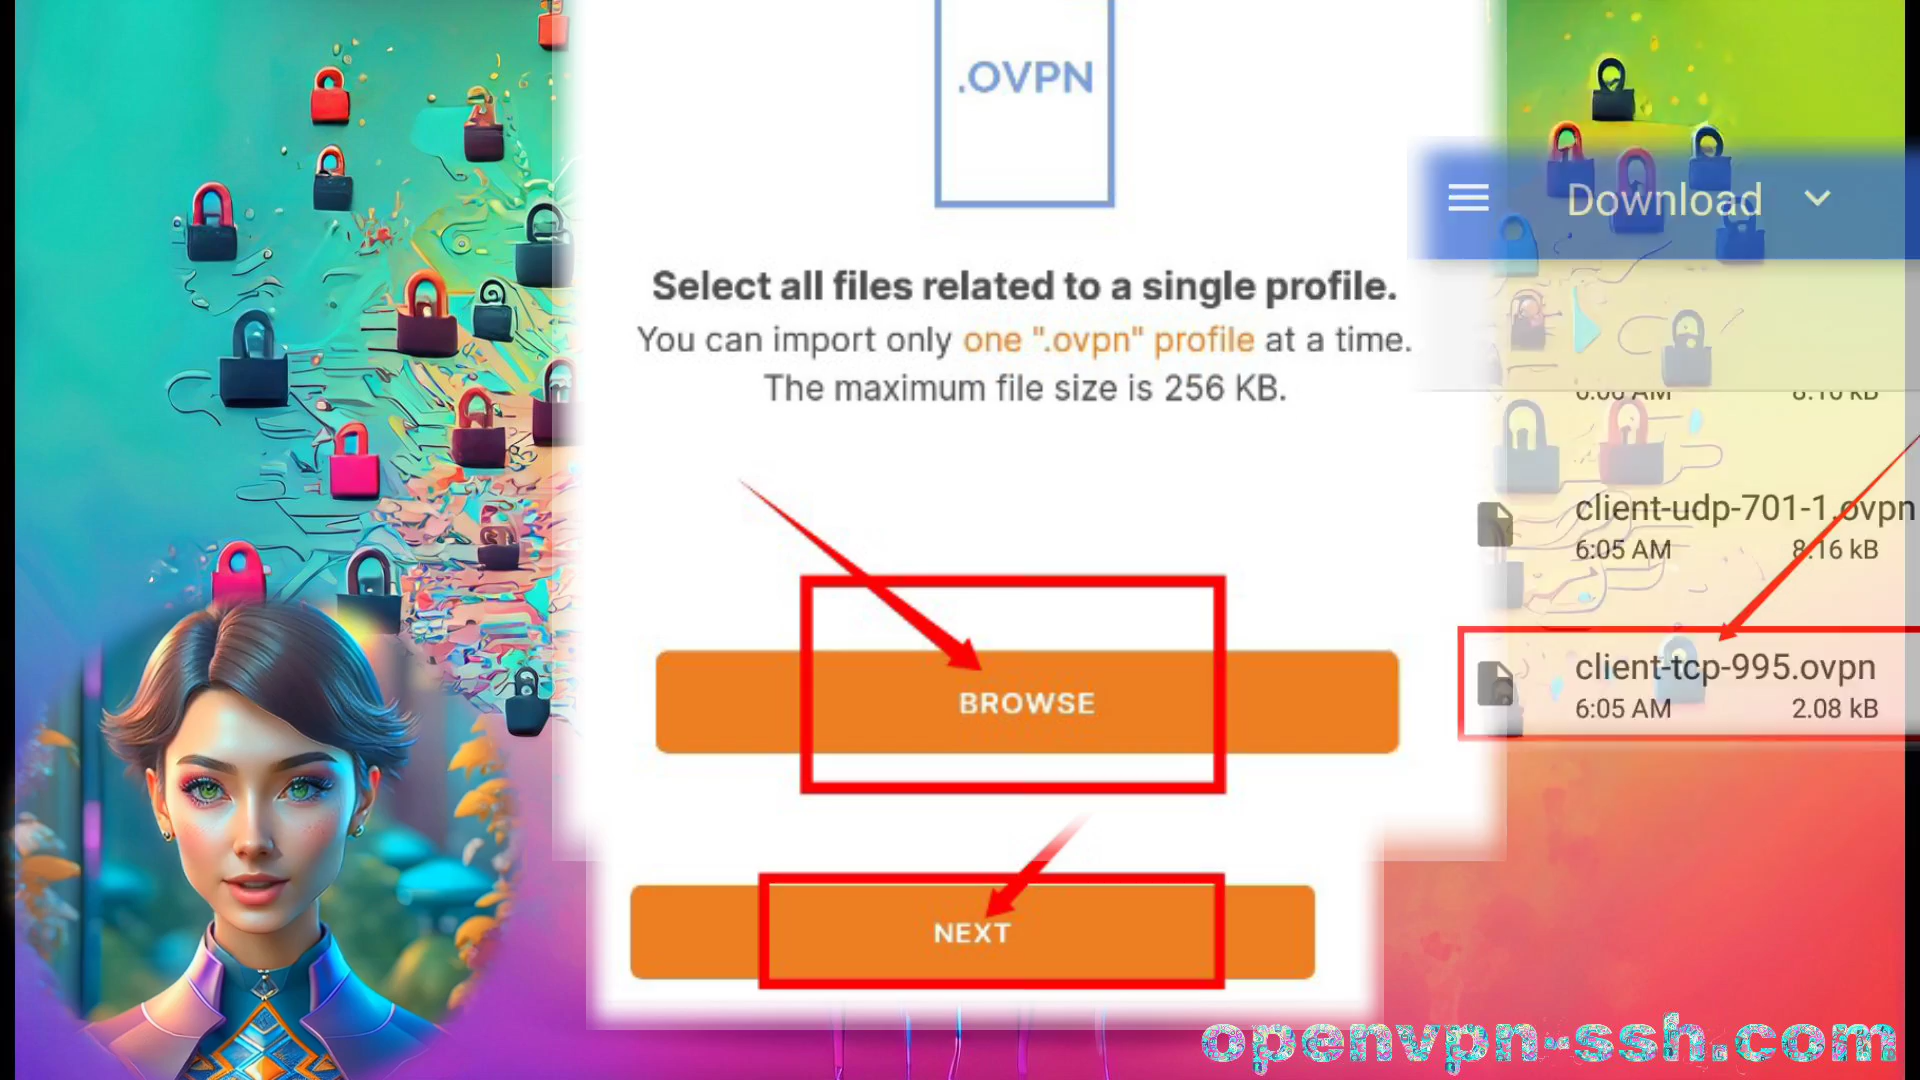 .OVPN
Select all files related to a single profile.
You can import only one ".ovpn" profile at a time.
The maximum file size is 256 KB.
BROWSE
NEXT
Download
client-udp-701-1.ovpn
6:05 AM 8.16 kB
client-tcp-995.ovpn
6:05 AM 2.08 kB
openvpn-ssh.com